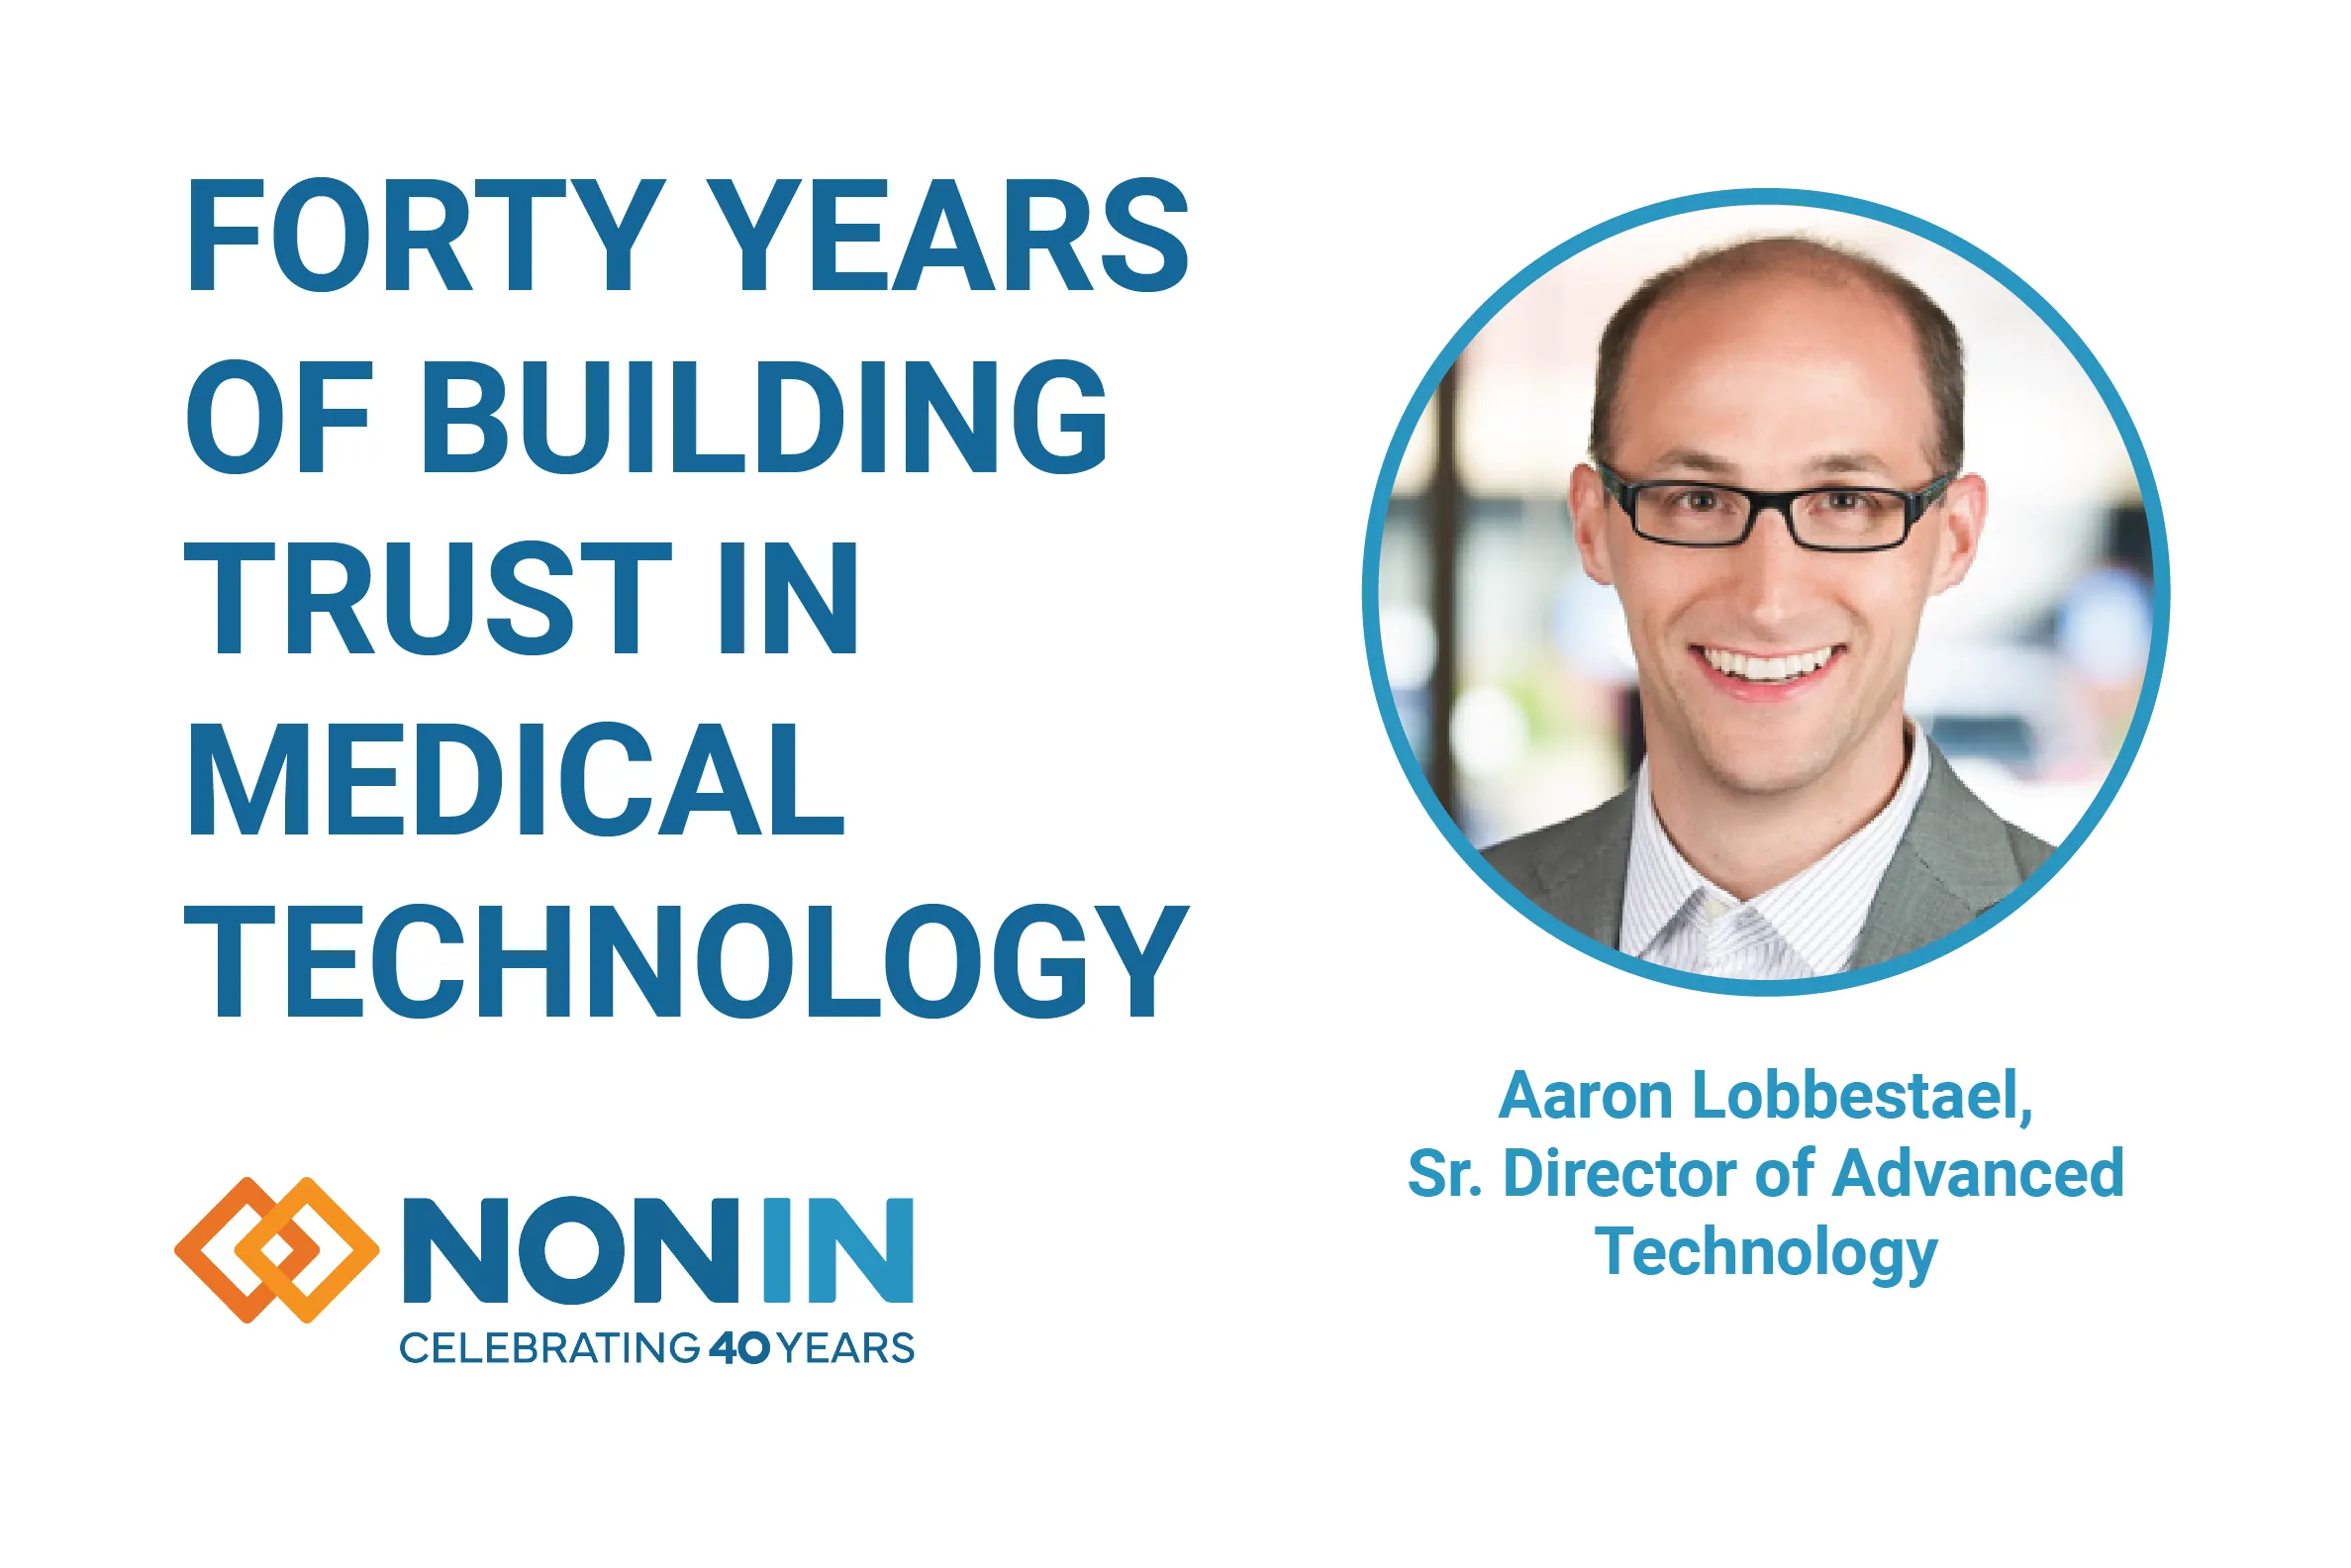 FORTY YEARS
OF BUILDING
TRUST IN
MEDICAL
TECHNOLOGY
NONIN
CELEBRATING 40 YEARS
Aaron Lobbestael,
Sr. Director of Advanced
Technology